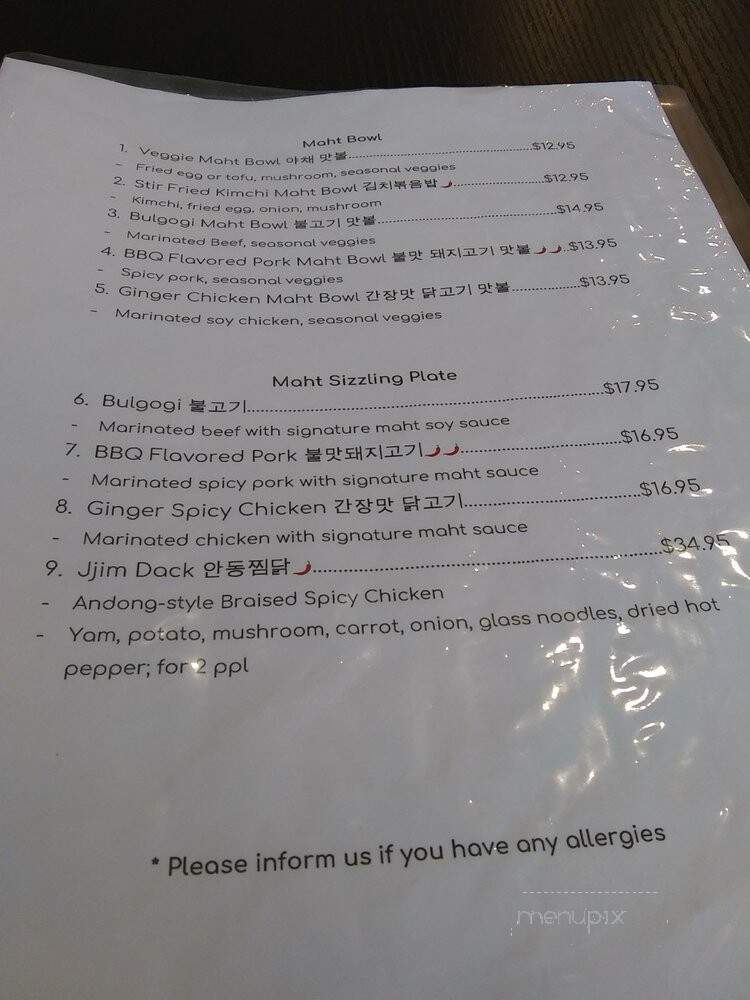 Maht Bowl
1. Veggie Maht Bowl 야채 맛볼........................................$12.95
- Fried egg or tofu, mushroom, seasonal veggies
2. Stir Fried Kimchi Maht Bowl 김치볶음밥🌶....................$12.95
- Kimchi, fried egg, onion, mushroom
3. Bulgogi Maht Bowl 불고기 맛볼........................................$14.95
- Marinated Beef, seasonal veggies
4. BBQ Flavored Pork Maht Bowl 불맛 돼지고기 맛볼🌶🌶..$13.95
- Spicy pork, seasonal veggies
5. Ginger Chicken Maht Bowl 간장맛 닭고기 맛볼.................$13.95
- Marinated soy chicken, seasonal veggies
Maht Sizzling Plate
6. Bulgogi 불고기................................................................$17.95
- Marinated beef with signature maht soy sauce
7. BBQ Flavored Pork 불맛돼지고기🌶🌶............................$16.95
- Marinated spicy pork with signature maht sauce
8. Ginger Spicy Chicken 간장맛 닭고기................................$16.95
- Marinated chicken with signature maht sauce
9. Jjim Dack 안동찜닭🌶........................................................$34.95
- Andong-style Braised Spicy Chicken
- Yam, potato, mushroom, carrot, onion, glass noodles, dried hot
pepper; for 2 ppl
* Please inform us if you have any allergies
menupix